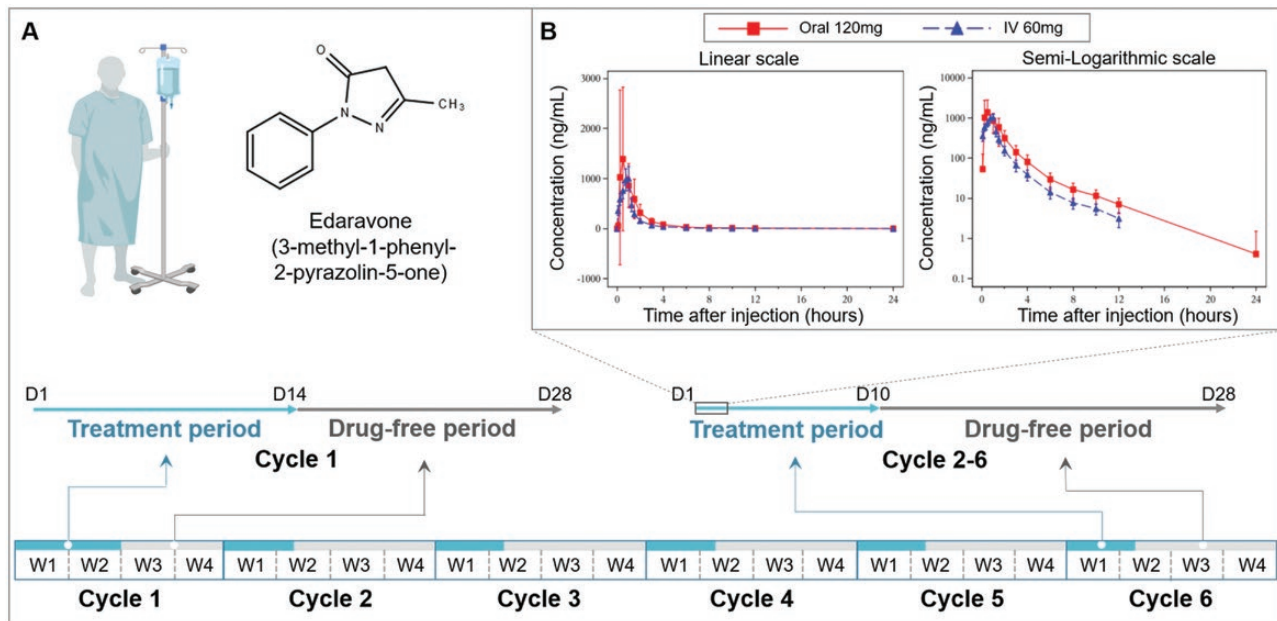 A
O
N
N
CH3
Edaravone
(3-methyl-1-phenyl-
2-pyrazolin-5-one)
B
Oral 120mg IV 60mg
Linear scale
Concentration (ng/mL)
3000
2000
1000
0
-1000
0 4 8 12 16 20 24
Time after injection (hours)
Semi-Logarithmic scale
Concentration (ng/mL)
10000
1000
100
10
1
0.1
0 4 8 12 16 20 24
Time after injection (hours)
D1 D14 D28
Treatment period Drug-free period
Cycle 1
D1 D10 D28
Treatment period Drug-free period
Cycle 2-6
W1 W2 W3 W4 W1 W2 W3 W4 W1 W2 W3 W4 W1 W2 W3 W4 W1 W2 W3 W4 W1 W2 W3 W4
Cycle 1 Cycle 2 Cycle 3 Cycle 4 Cycle 5 Cycle 6